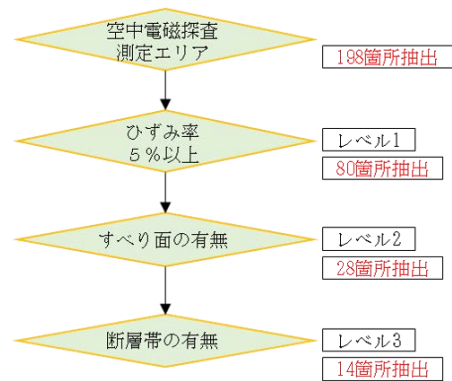 空中電磁探査
測定エリア
198箇所抽出
ひずみ率
5%以上
レベル1
80箇所抽出
すべり面の有無
レベル2
28箇所抽出
断層帯の有無
レベル3
14箇所抽出